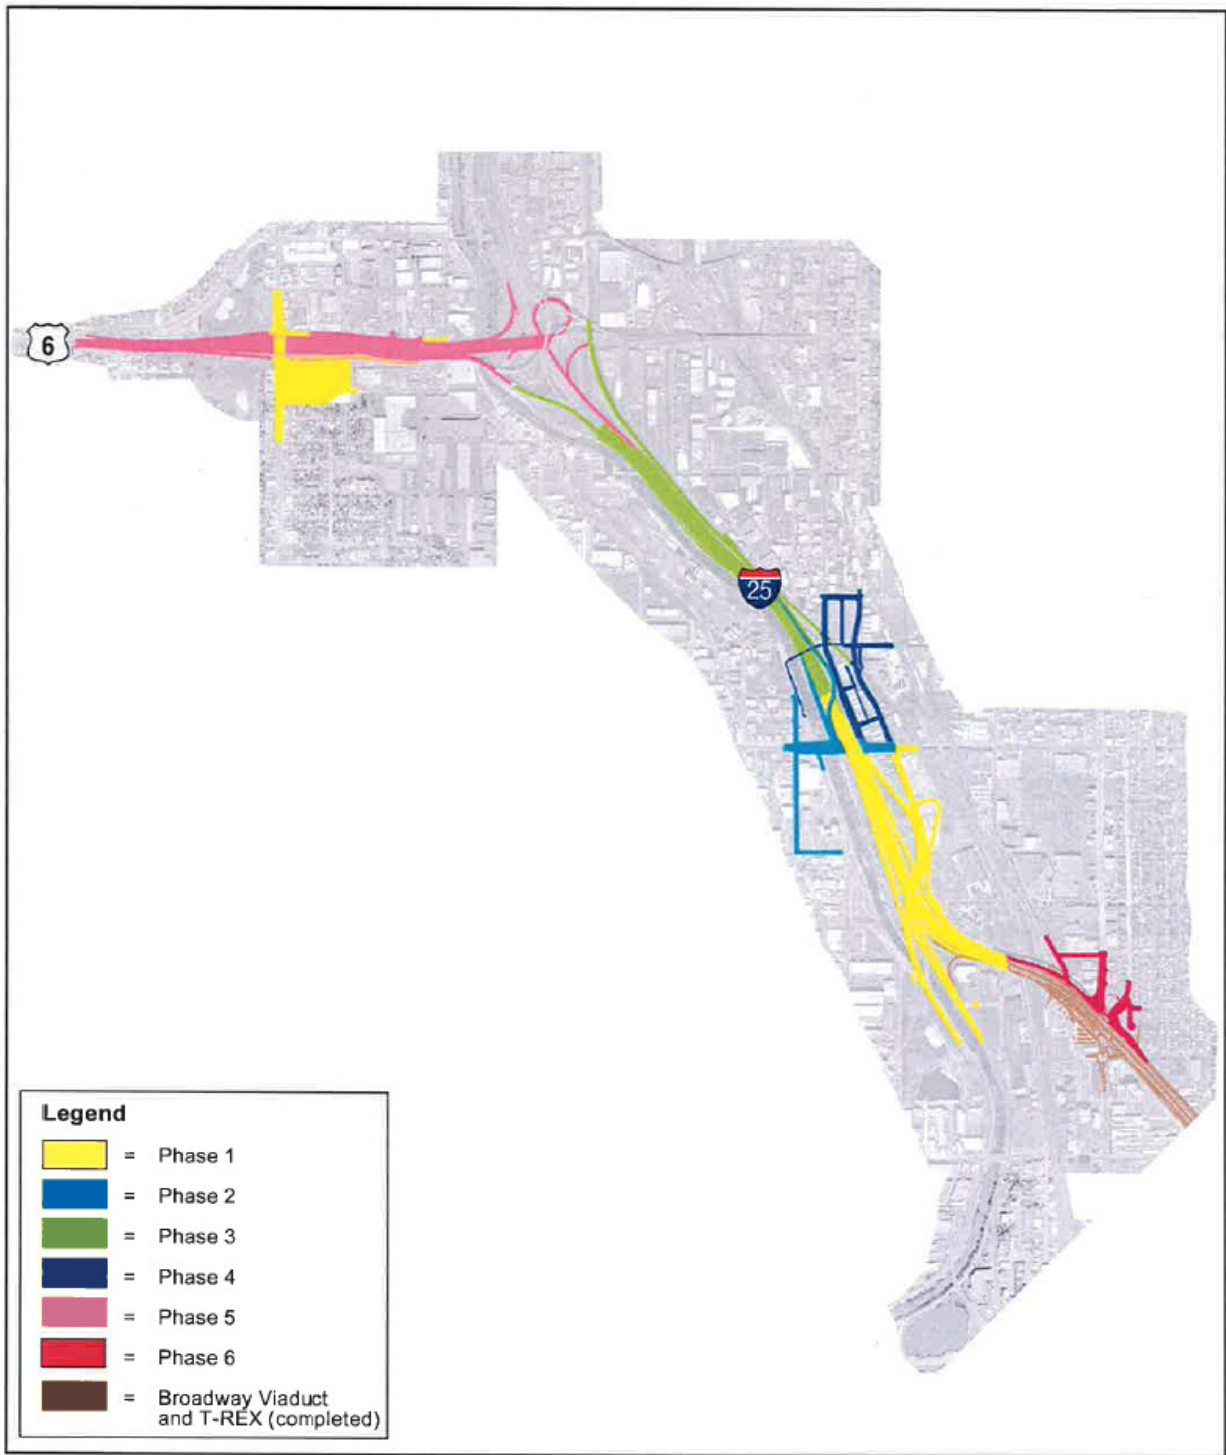 6
25
Legend
= Phase 1
= Phase 2
= Phase 3
= Phase 4
= Phase 5
= Phase 6
= Broadway Viaduct
and T-REX (completed)